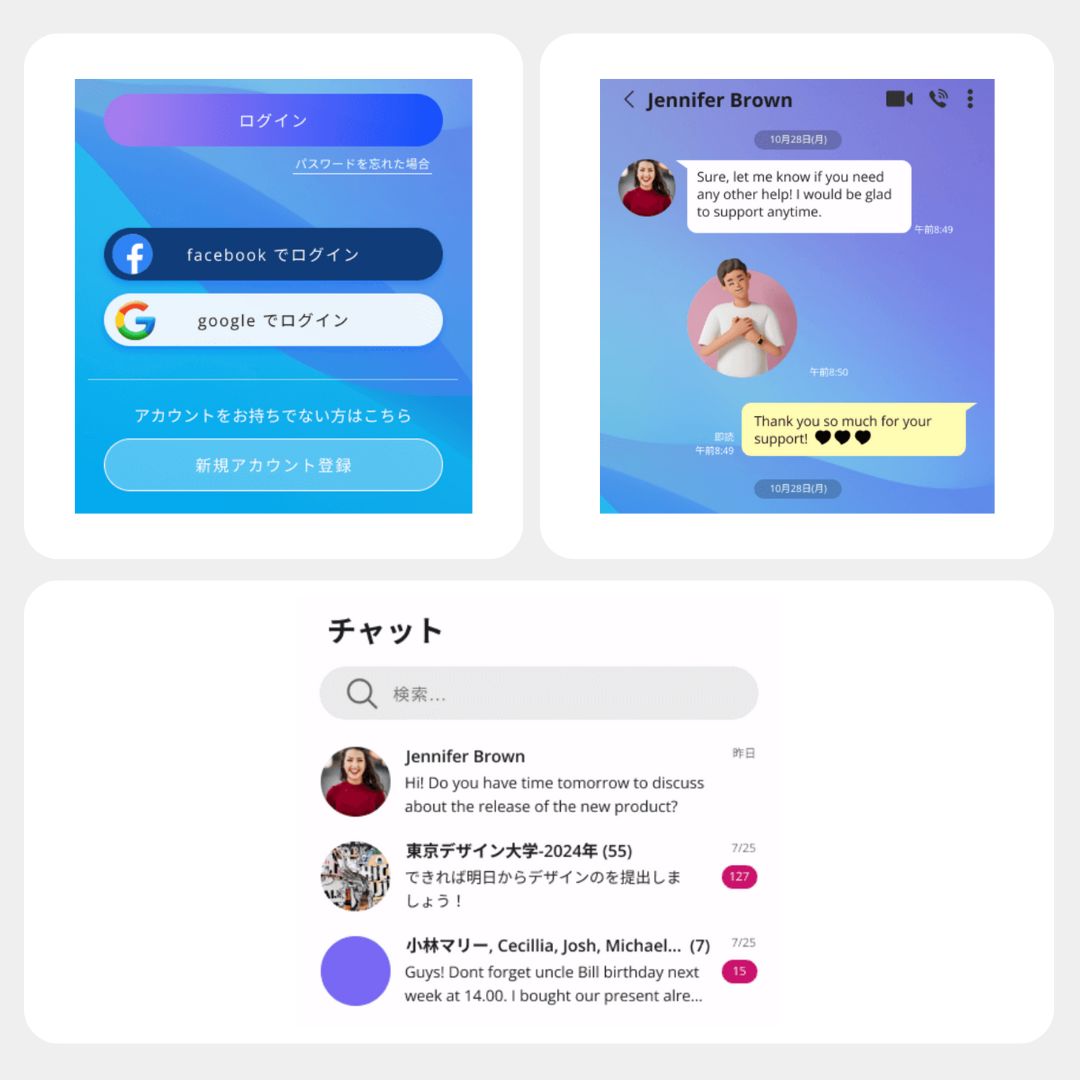 ログイン
パスワードを忘れた場合
facebook でログイン
google でログイン
アカウントをお持ちでない方はこちら
新規アカウント登録
Jennifer Brown
10月28日(月)
Sure, let me know if you need
any other help! I would be glad
to support anytime.
午前8:49
午前8:50
Thank you so much for your
support! 🖤🖤🖤
即読
午前8:49
10月28日(月)
チャット
検索...
Jennifer Brown
昨日
Hi! Do you have time tomorrow to discuss
about the release of the new product?
東京デザイン大学-2024年 (55)
7/25
できれば明日からデザインのを提出しま
しょう！
127
小林マリー, Cecillia, Josh, Michael... (7)
7/25
Guys! Dont forget uncle Bill birthday next
week at 14.00. I bought our present alre...
15